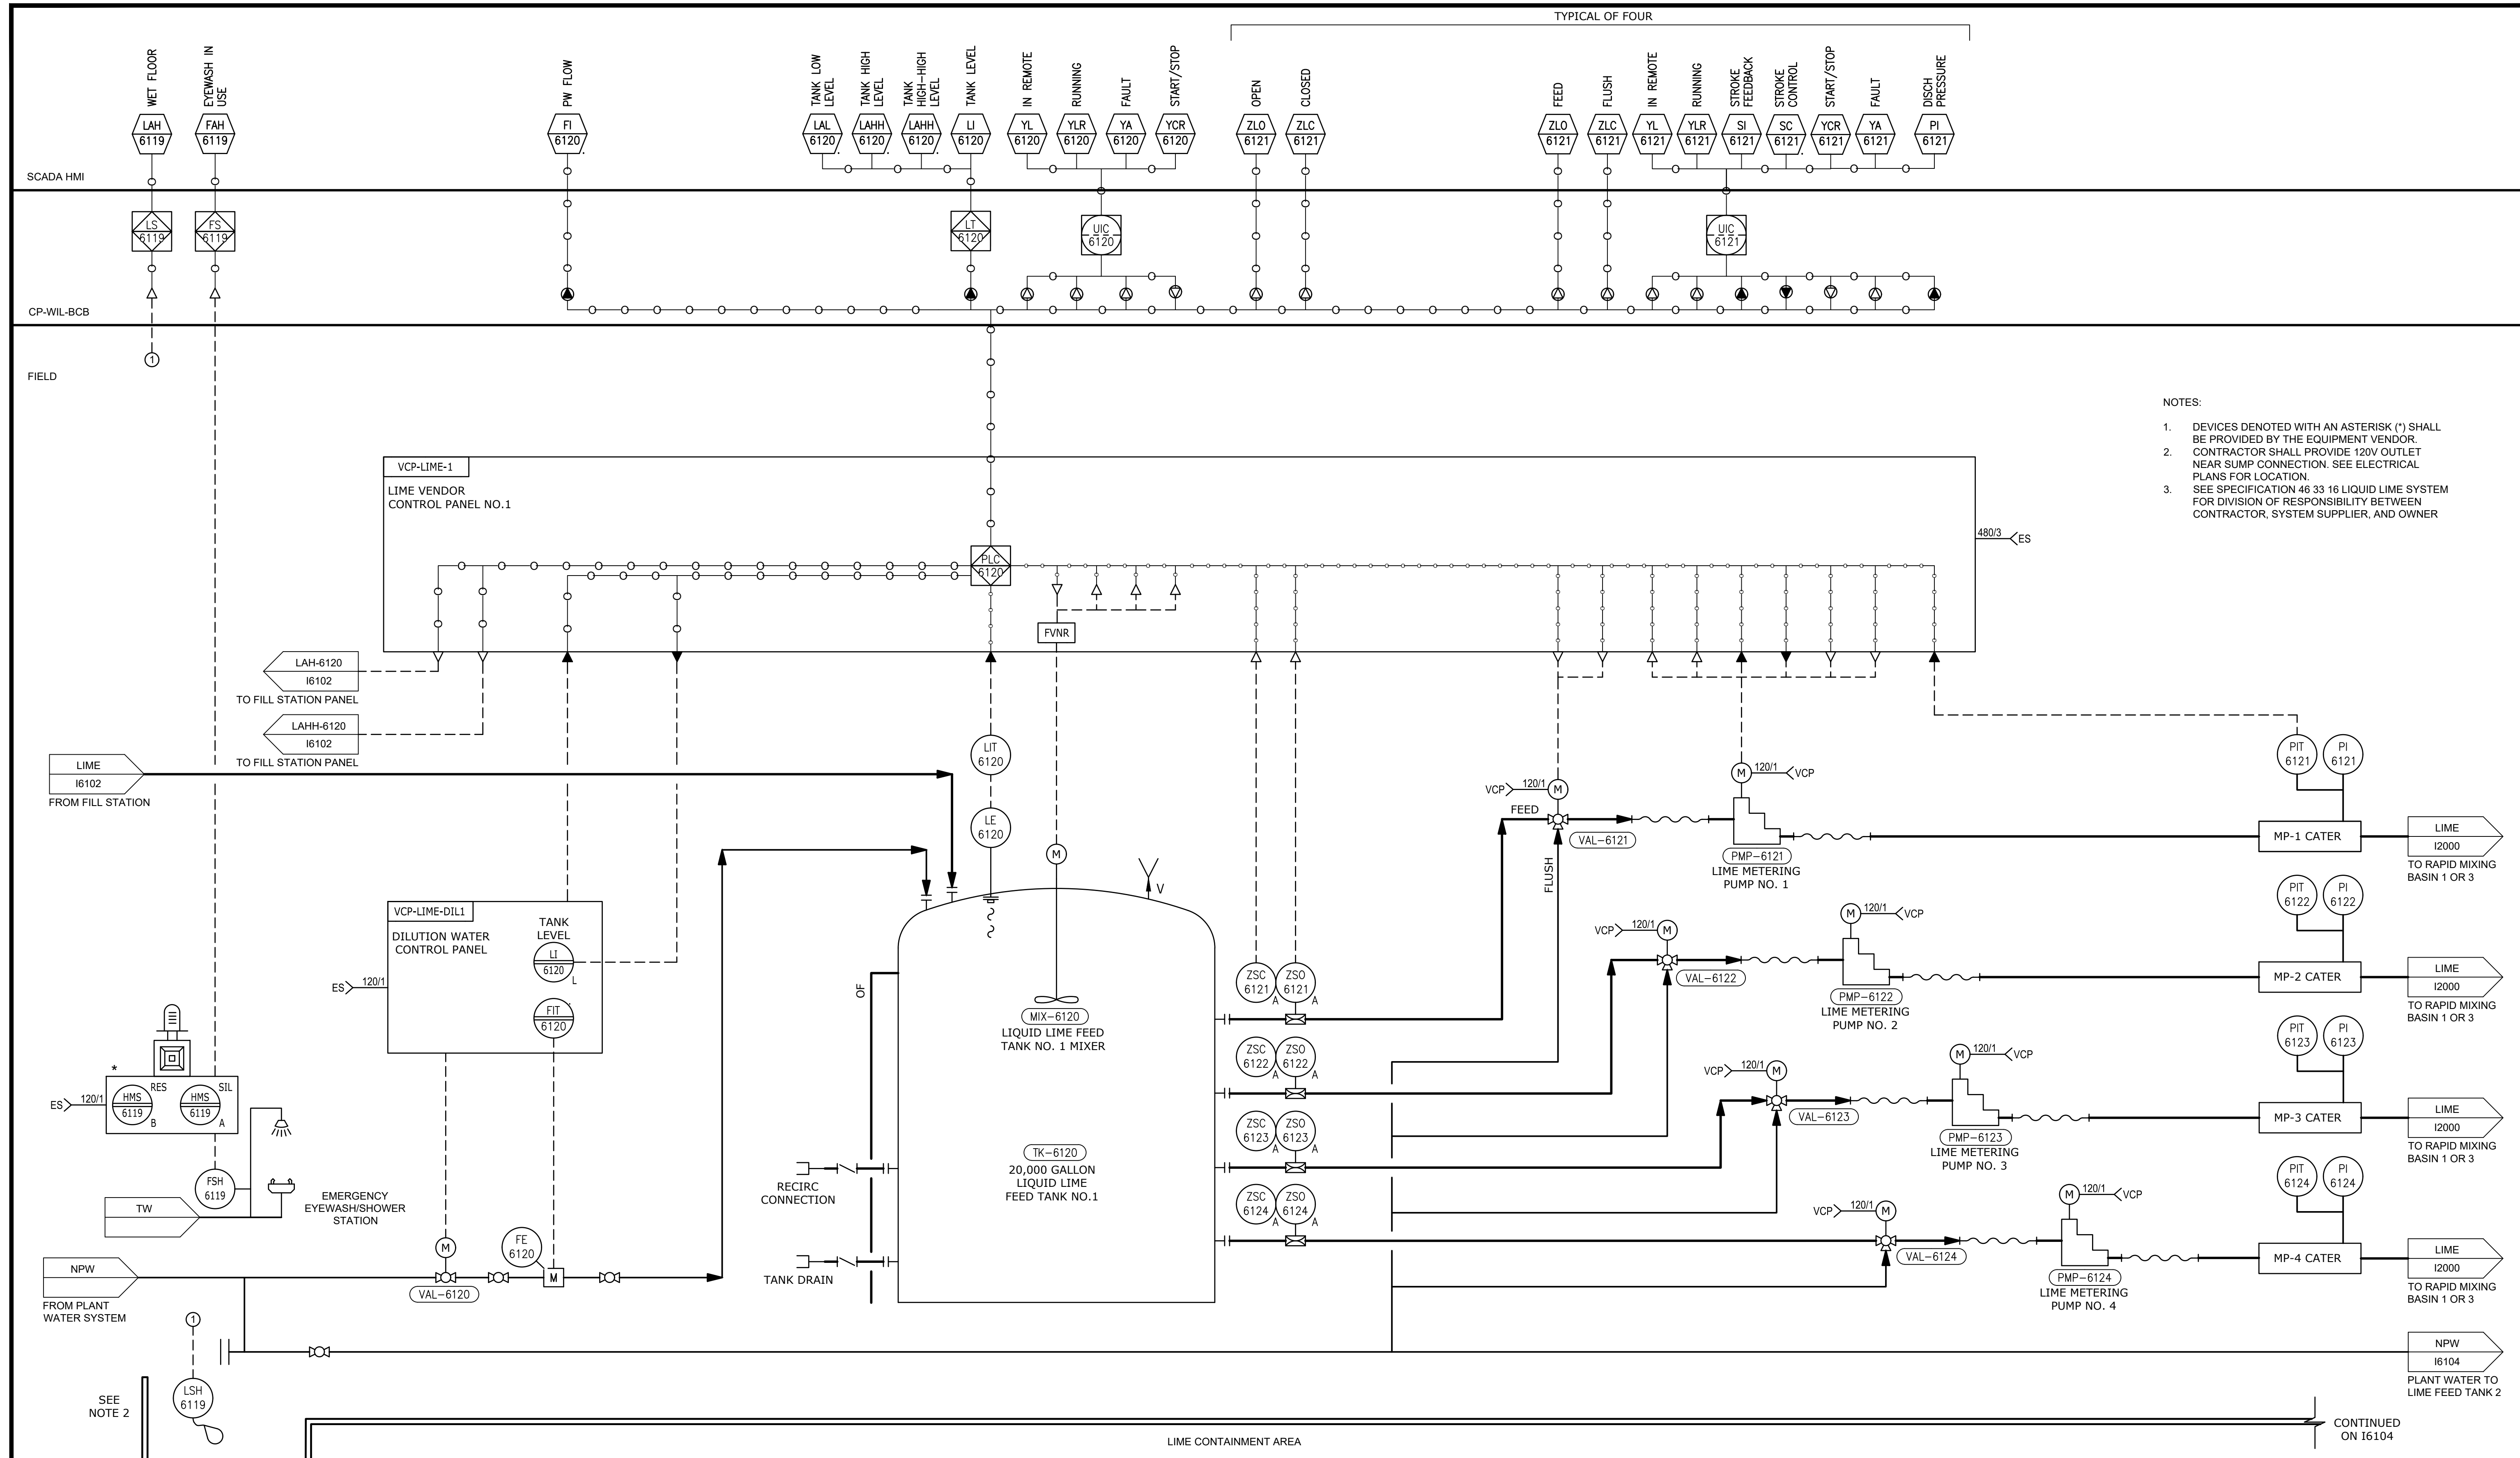 TYPICAL OF FOUR
WET FLOOR
EYEWASH IN
USE
PW FLOW
TANK LOW
LEVEL
TANK HIGH
LEVEL
TANK
HIGH-HIGH
LEVEL
TANK LEVEL
IN REMOTE
RUNNING
FAULT
START/STOP
OPEN
CLOSED
FEED
FLUSH
IN REMOTE
RUNNING
STROKE
FEEDBACK
STROKE
CONTROL
START/STOP
FAULT
DISCH
PRESSURE
LAH
6119
FAH
6119
FI
6120
LAL
6120
LAHH
6120
LAHH
6120
LI
6120
YL
6120
YLR
6120
YA
6120
YCR
6120
ZLO
6121
ZLC
6121
ZLO
6121
ZLC
6121
YL
6121
YLR
6121
SI
6121
SC
6121
YCR
6121
YA
6121
PI
6121
SCADA HMI
LS
6119
FS
6119
LT
6120
UIC
6120
UIC
6121
CP-WIL-BCB
1
FIELD
NOTES:
1. DEVICES DENOTED WITH AN ASTERISK (*) SHALL
BE PROVIDED BY THE EQUIPMENT VENDOR.
2. CONTRACTOR SHALL PROVIDE 120V OUTLET
NEAR SUMP CONNECTION. SEE ELECTRICAL
PLANS FOR LOCATION.
3. SEE SPECIFICATION 46 33 16 LIQUID LIME SYSTEM
FOR DIVISION OF RESPONSIBILITY BETWEEN
CONTRACTOR, SYSTEM SUPPLIER, AND OWNER
VCP-LIME-1
LIME VENDOR
CONTROL PANEL NO.1
480/3
ES
PLC
6120
FVNR
LAH-6120
I6102
TO FILL STATION PANEL
LAHH-6120
I6102
TO FILL STATION PANEL
LIME
I6102
FROM FILL STATION
LIT
6120
LE
6120
M
V
VCP
120/1
M
FEED
FLUSH
VAL-6121
M
120/1
VCP
PMP-6121
LIME METERING
PUMP NO. 1
PIT
6121
PI
6121
MP-1 CATER
LIME
I2000
TO RAPID MIXING
BASIN 1 OR 3
VCP-LIME-DIL1
DILUTION WATER
CONTROL PANEL
TANK
LEVEL
LI
6120
L
FIT
6120
ES
120/1
OF
MIX-6120
LIQUID LIME FEED
TANK NO. 1 MIXER
ZSC
6121
A
ZSO
6121
A
VCP
120/1
M
VAL-6122
M
120/1
VCP
PMP-6122
LIME METERING
PUMP NO. 2
PIT
6122
PI
6122
MP-2 CATER
LIME
I2000
TO RAPID MIXING
BASIN 1 OR 3
*
ES
120/1
HMS
6119
RES
B
HMS
6119
SIL
A
ZSC
6122
A
ZSO
6122
A
VCP
120/1
M
VAL-6123
M
120/1
VCP
PMP-6123
LIME METERING
PUMP NO. 3
PIT
6123
PI
6123
MP-3 CATER
LIME
I2000
TO RAPID MIXING
BASIN 1 OR 3
FSH
6119
TW
EMERGENCY
EYEWASH/SHOWER
STATION
RECIRC
CONNECTION
TK-6120
20,000 GALLON
LIQUID LIME
FEED TANK NO.1
ZSC
6123
A
ZSO
6123
A
ZSC
6124
A
ZSO
6124
A
VCP
120/1
M
VAL-6124
M
120/1
VCP
PMP-6124
LIME METERING
PUMP NO. 4
PIT
6124
PI
6124
MP-4 CATER
LIME
I2000
TO RAPID MIXING
BASIN 1 OR 3
NPW
FROM PLANT
WATER SYSTEM
M
VAL-6120
FE
6120
M
TANK DRAIN
1
LSH
6119
SEE
NOTE 2
NPW
I6104
PLANT WATER TO
LIME FEED TANK 2
LIME CONTAINMENT AREA
CONTINUED
ON I6104